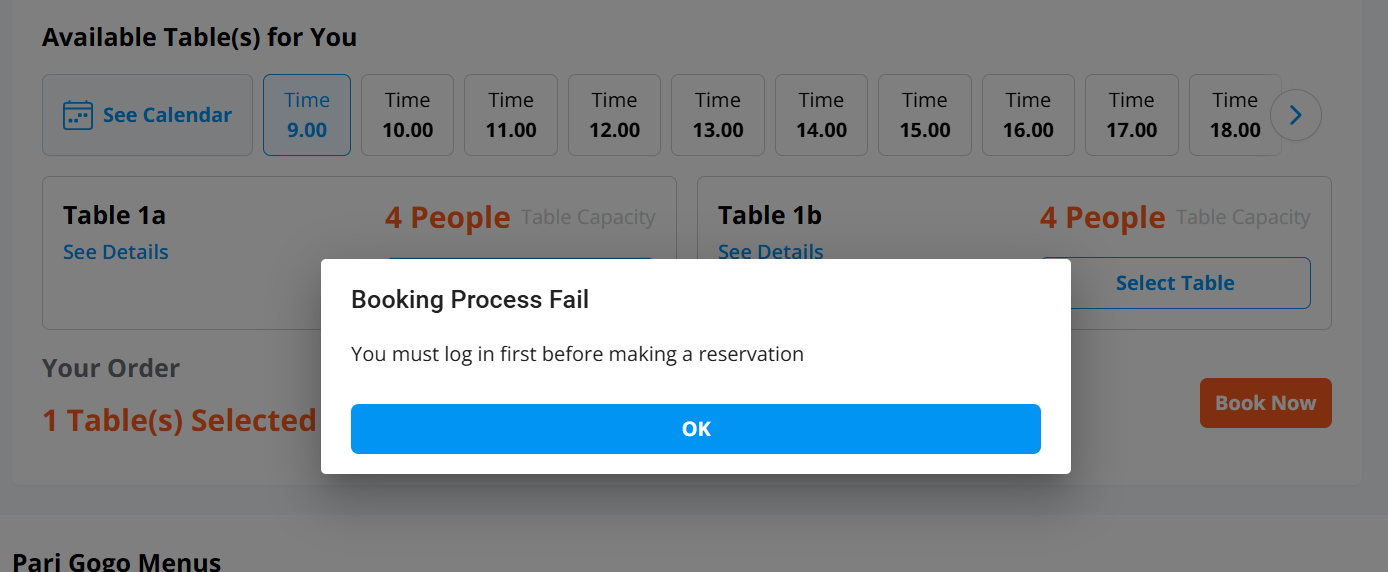 Available Table(s) for You
See Calendar
Time 9.00
Time 10.00
Time 11.00
Time 12.00
Time 13.00
Time 14.00
Time 15.00
Time 16.00
Time 17.00
Time 18.00
Table 1a
4 People Table Capacity
See Details
Table 1b
4 People Table Capacity
See Details
Select Table
Booking Process Fail
You must log in first before making a reservation
OK
Your Order
1 Table(s) Selected
Book Now
Pari Gogo Menus